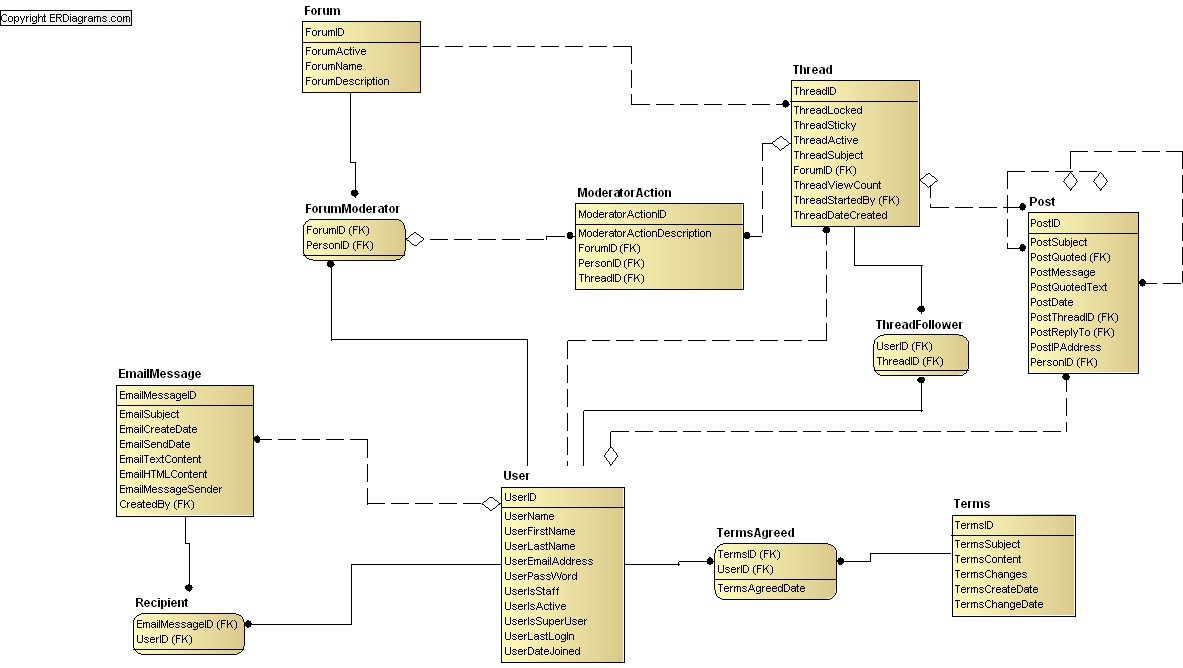 Copyright ERDiagrams.com
Forum
ForumID
ForumActive
ForumName
ForumDescription
Thread
ThreadID
ThreadLocked
ThreadSticky
ThreadActive
ThreadSubject
ForumID (FK)
ThreadViewCount
ThreadStartedBy (FK)
ThreadDateCreated
ForumModerator
ForumID (FK)
PersonID (FK)
ModeratorAction
ModeratorActionID
ModeratorActionDescription
ForumID (FK)
PersonID (FK)
ThreadID (FK)
Post
PostID
PostSubject
PostQuoted (FK)
PostMessage
PostQuotedText
PostDate
PostThreadID (FK)
PostReplyTo (FK)
PostIPAddress
PersonID (FK)
ThreadFollower
UserID (FK)
ThreadID (FK)
EmailMessage
EmailMessageID
EmailSubject
EmailCreateDate
EmailSendDate
EmailTextContent
EmailHTMLContent
EmailMessageSender
CreatedBy (FK)
User
UserID
UserName
UserFirstName
UserLastName
UserEmailAddress
UserPassWord
UserIsStaff
UserIsActive
UserIsSuperUser
UserLastLogIn
UserDateJoined
TermsAgreed
TermsID (FK)
UserID (FK)
TermsAgreedDate
Terms
TermsID
TermsSubject
TermsContent
TermsChanges
TermsCreateDate
TermsChangeDate
Recipient
EmailMessageID (FK)
UserID (FK)